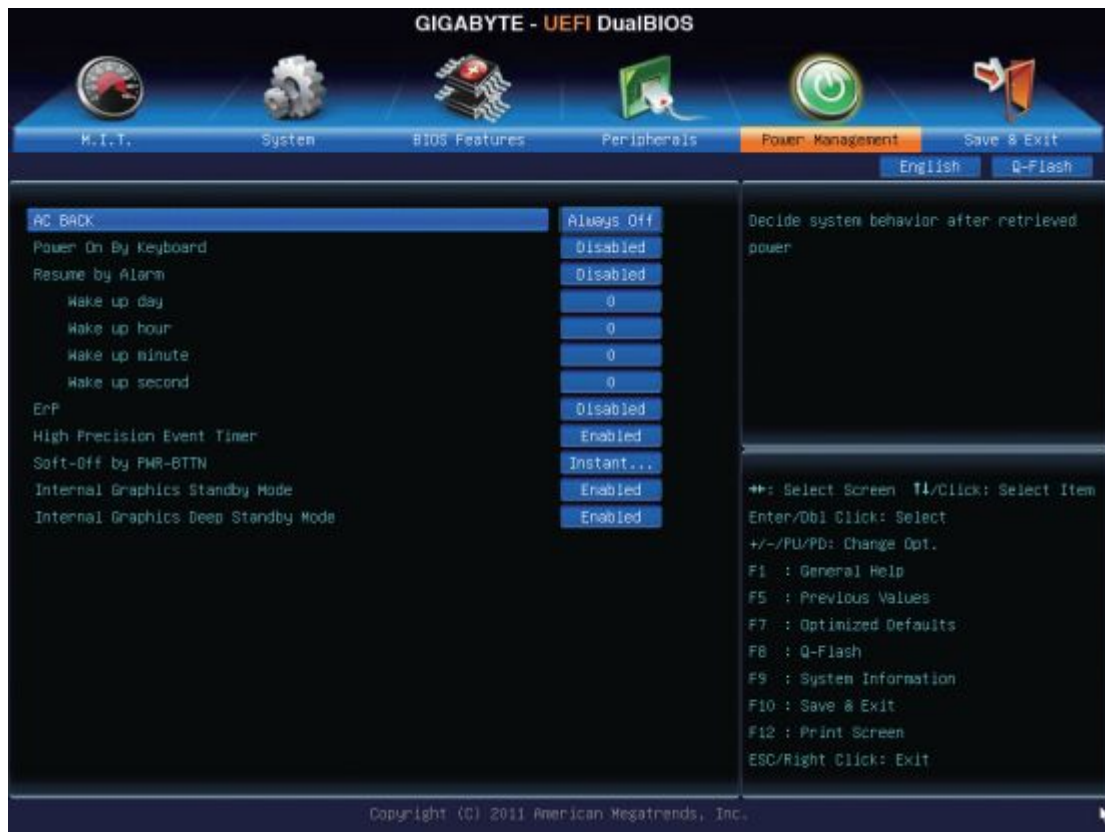 GIGABYTE - UEFI DualBIOS
M.I.T. System BIOS Features Peripherals Power Management Save & Exit
English Q-Flash
AC BACK Always Off
Power On By Keyboard Disabled
Resume by Alarm Disabled
Wake up day 0
Wake up hour 0
Wake up minute 0
Wake up second 0
ErP Disabled
High Precision Event Timer Enabled
Soft-Off by PWR-BTTN Instant...
Internal Graphics Standby Mode Enabled
Internal Graphics Deep Standby Mode Enabled
Decide system behavior after retrieved
power
→←: Select Screen ↑↓/Click: Select Item
Enter/Dbl Click: Select
+/-/PU/PD: Change Opt.
F1 : General Help
F5 : Previous Values
F7 : Optimized Defaults
F8 : Q-Flash
F9 : System Information
F10 : Save & Exit
F12 : Print Screen
ESC/Right Click: Exit
Copyright (C) 2011 American Megatrends, Inc.